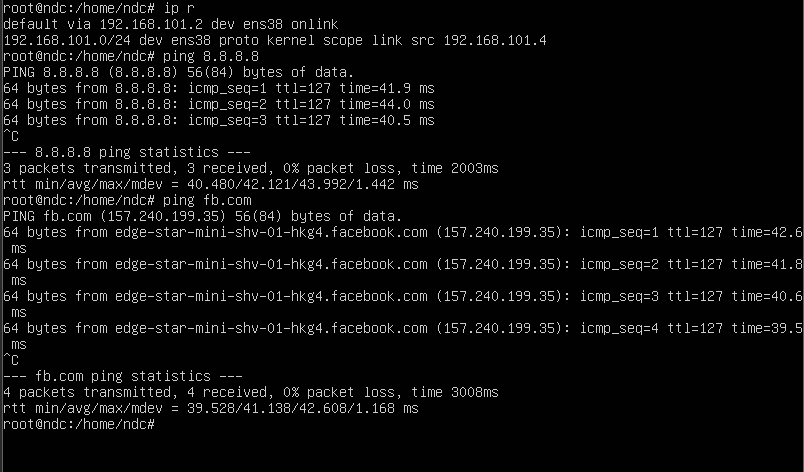 root@ndc:/home/ndc# ip r
default via 192.168.101.2 dev ens38 onlink
192.168.101.0/24 dev ens38 proto kernel scope link src 192.168.101.4
root@ndc:/home/ndc# ping 8.8.8.8
PING 8.8.8.8 (8.8.8.8) 56(84) bytes of data.
64 bytes from 8.8.8.8: icmp_seq=1 ttl=127 time=41.9 ms
64 bytes from 8.8.8.8: icmp_seq=2 ttl=127 time=44.0 ms
64 bytes from 8.8.8.8: icmp_seq=3 ttl=127 time=40.5 ms
^C
--- 8.8.8.8 ping statistics ---
3 packets transmitted, 3 received, 0% packet loss, time 2003ms
rtt min/avg/max/mdev = 40.480/42.121/43.992/1.442 ms
root@ndc:/home/ndc# ping fb.com
PING fb.com (157.240.199.35) 56(84) bytes of data.
64 bytes from edge-star-mini-shv-01-hkg4.facebook.com (157.240.199.35): icmp_seq=1 ttl=127 time=42.6
ms
64 bytes from edge-star-mini-shv-01-hkg4.facebook.com (157.240.199.35): icmp_seq=2 ttl=127 time=41.8
ms
64 bytes from edge-star-mini-shv-01-hkg4.facebook.com (157.240.199.35): icmp_seq=3 ttl=127 time=40.6
ms
64 bytes from edge-star-mini-shv-01-hkg4.facebook.com (157.240.199.35): icmp_seq=4 ttl=127 time=39.5
ms
^C
--- fb.com ping statistics ---
4 packets transmitted, 4 received, 0% packet loss, time 3008ms
rtt min/avg/max/mdev = 39.528/41.138/42.608/1.168 ms
root@ndc:/home/ndc#